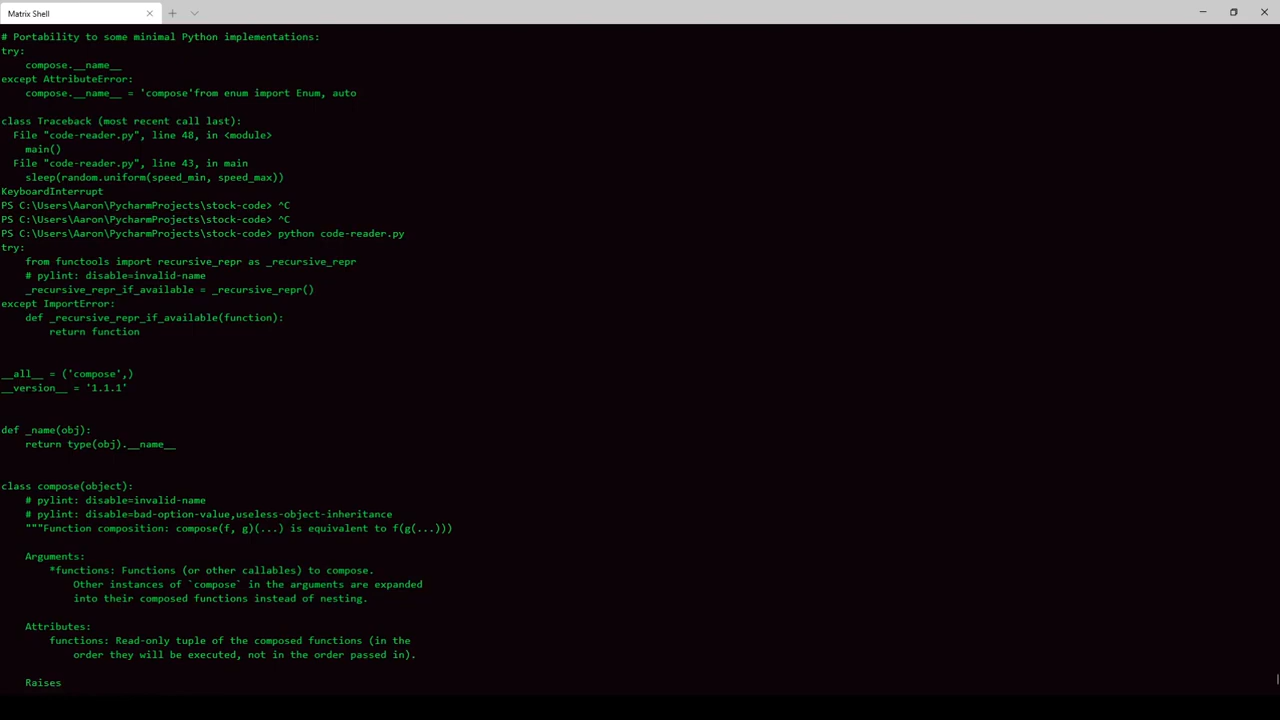 Matrix Shell
# Portability to some minimal Python implementations:
try:
    compose.__name__
except AttributeError:
    compose.__name__ = 'compose'from enum import Enum, auto

class Traceback (most recent call last):
  File "code-reader.py", line 48, in <module>
    main()
  File "code-reader.py", line 43, in main
    sleep(random.uniform(speed_min, speed_max))
KeyboardInterrupt
PS C:\Users\Aaron\PycharmProjects\stock-code> ^C
PS C:\Users\Aaron\PycharmProjects\stock-code> ^C
PS C:\Users\Aaron\PycharmProjects\stock-code> python code-reader.py
try:
    from functools import recursive_repr as _recursive_repr
    # pylint: disable=invalid-name
    _recursive_repr_if_available = _recursive_repr()
except ImportError:
    def _recursive_repr_if_available(function):
        return function


__all__ = ('compose',)
__version__ = '1.1.1'


def _name(obj):
    return type(obj).__name__


class compose(object):
    # pylint: disable=invalid-name
    # pylint: disable=bad-option-value,useless-object-inheritance
    """Function composition: compose(f, g)(...) is equivalent to f(g(...)))

    Arguments:
        *functions: Functions (or other callables) to compose.
            Other instances of `compose` in the arguments are expanded
            into their composed functions instead of nesting.

    Attributes:
        functions: Read-only tuple of the composed functions (in the
            order they will be executed, not in the order passed in).

    Raises